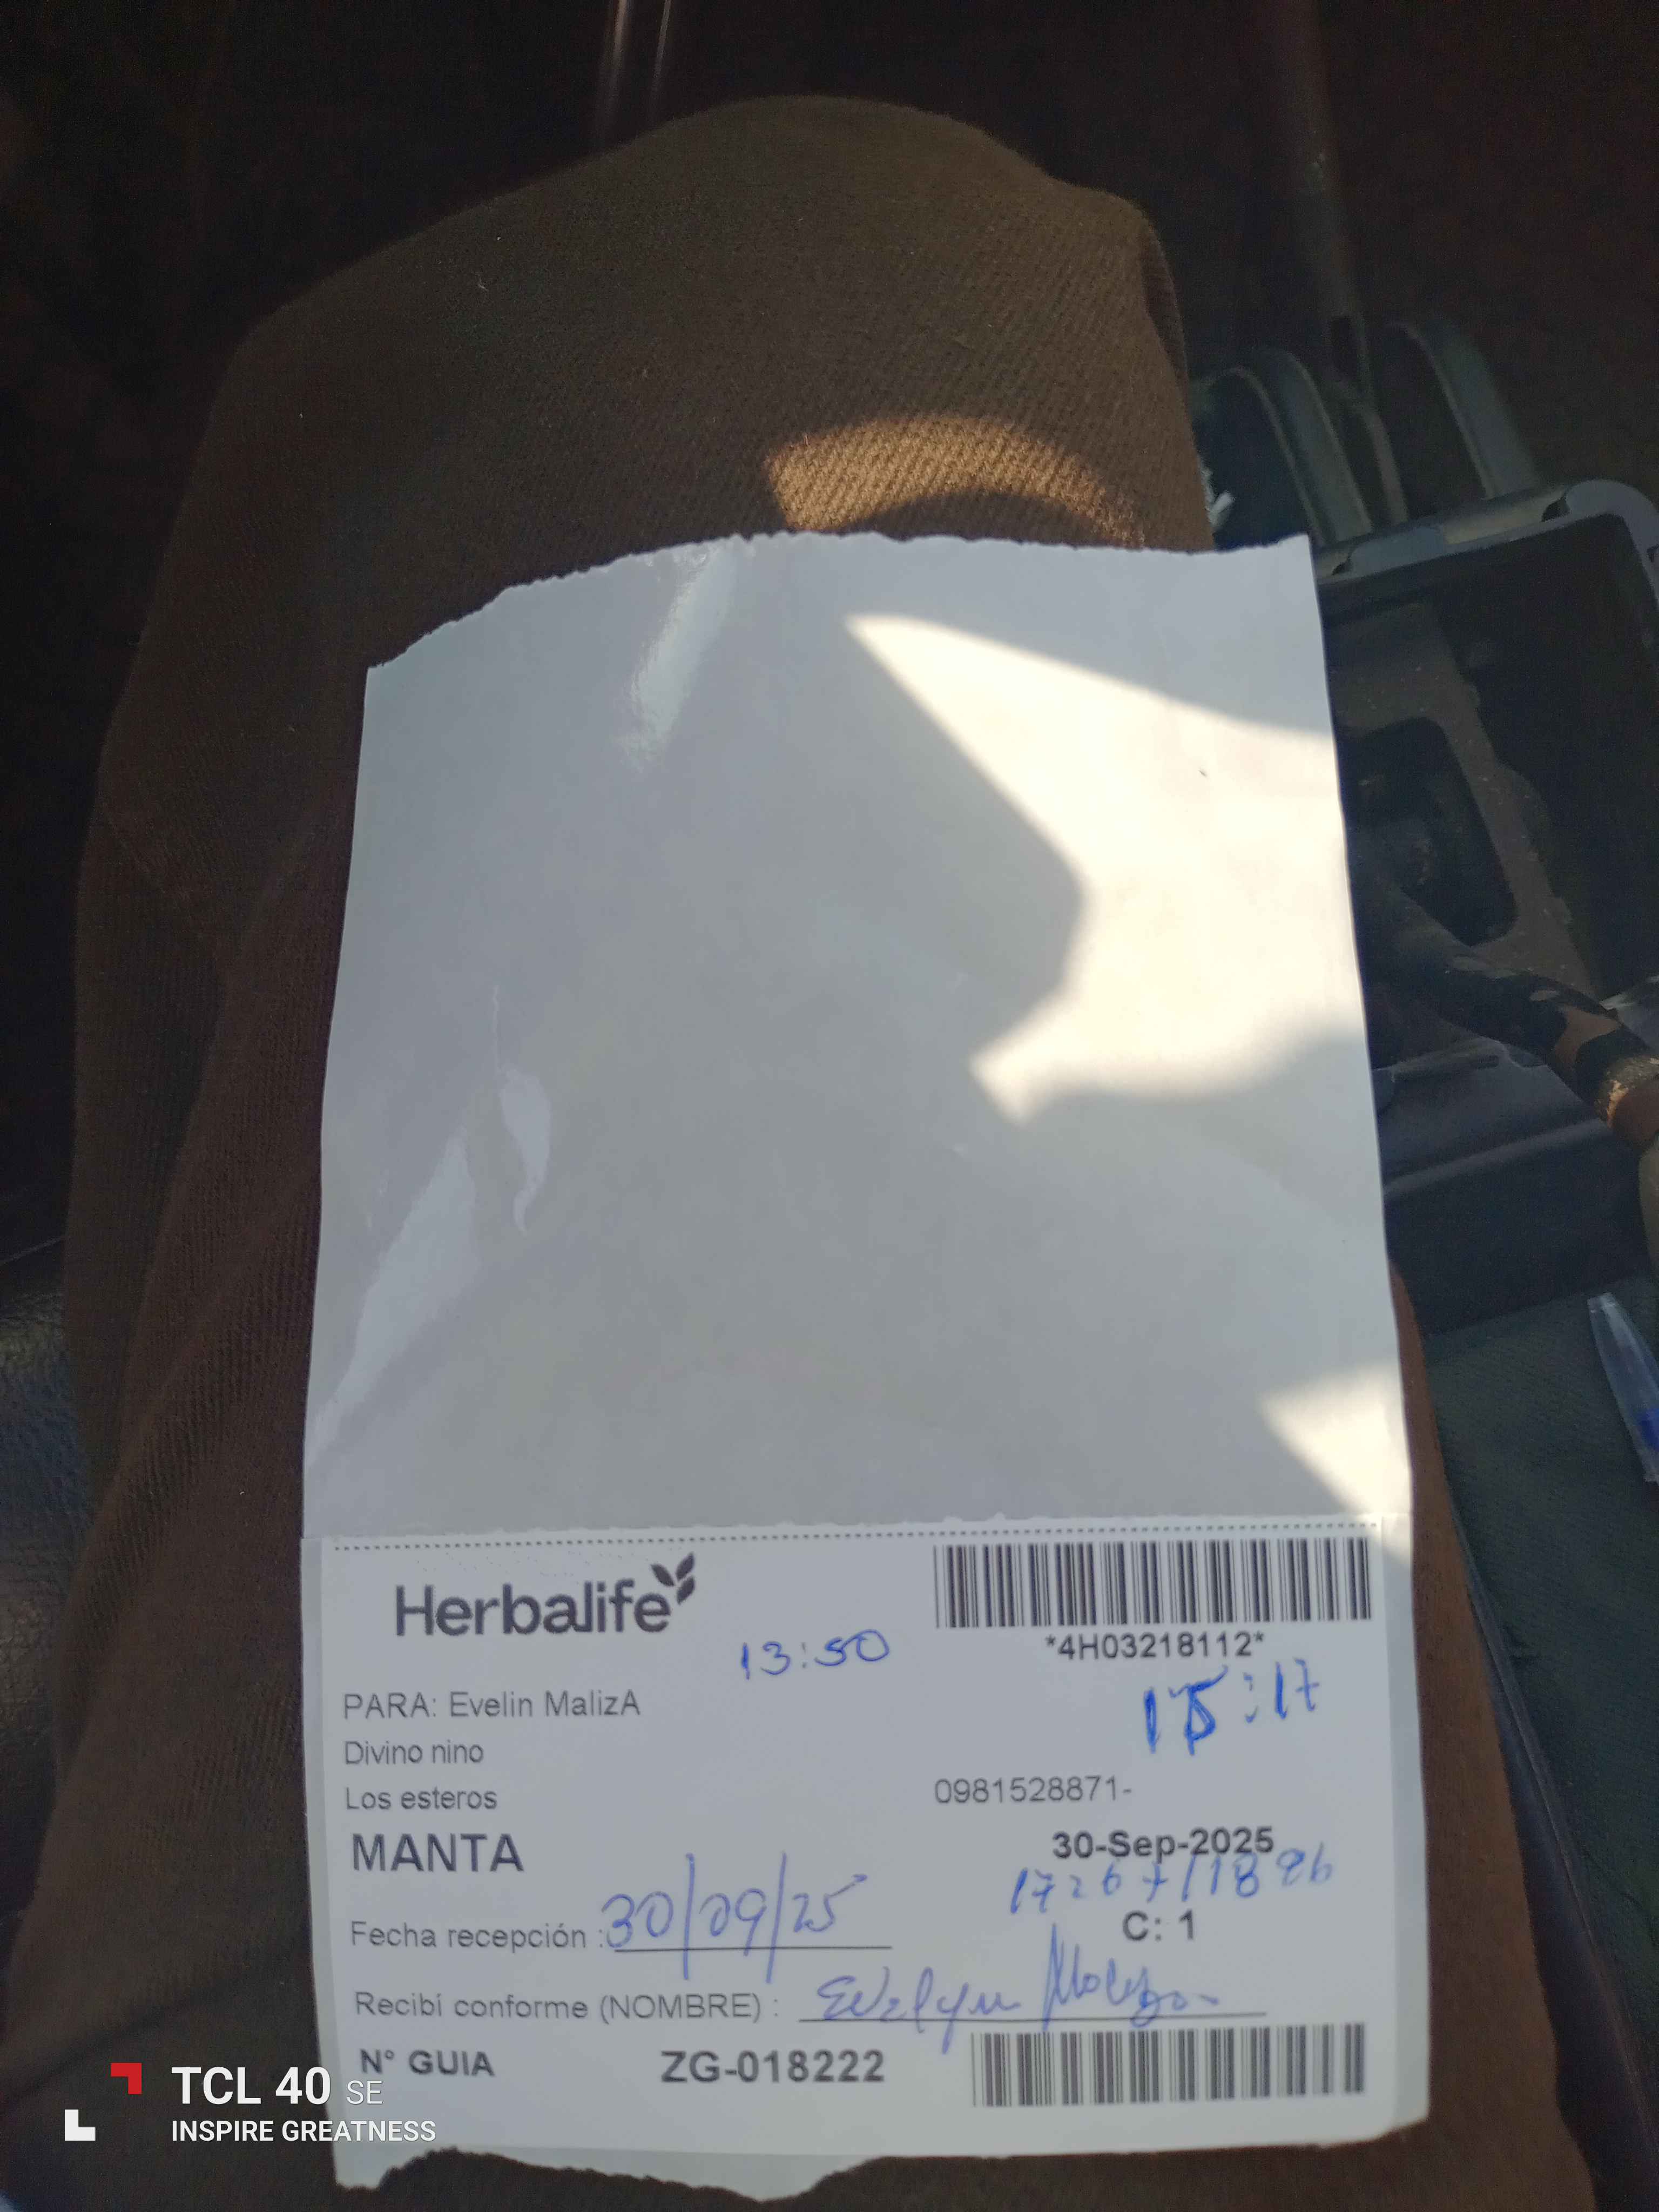 Herbalife
13:50
*4H03218112*
PARA: Evelin MalizA
:17
Divino nino
Los esteros
0981528871-
MANTA
30-Sep-2025
Fecha recepción : 30/09/25
C: 1
Recibí conforme (NOMBRE) : Evelyn
N° GUIA ZG-018222
TCL 40 SE
INSPIRE GREATNESS